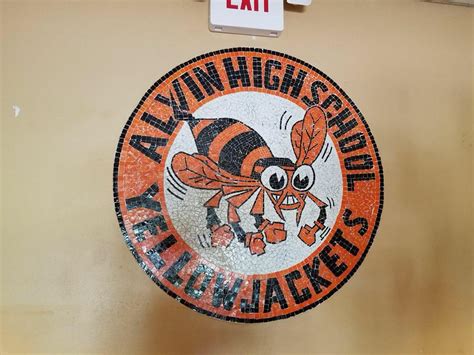 EXIT
ALVIN HIGH SCHOOL
YELLOWJACKETS